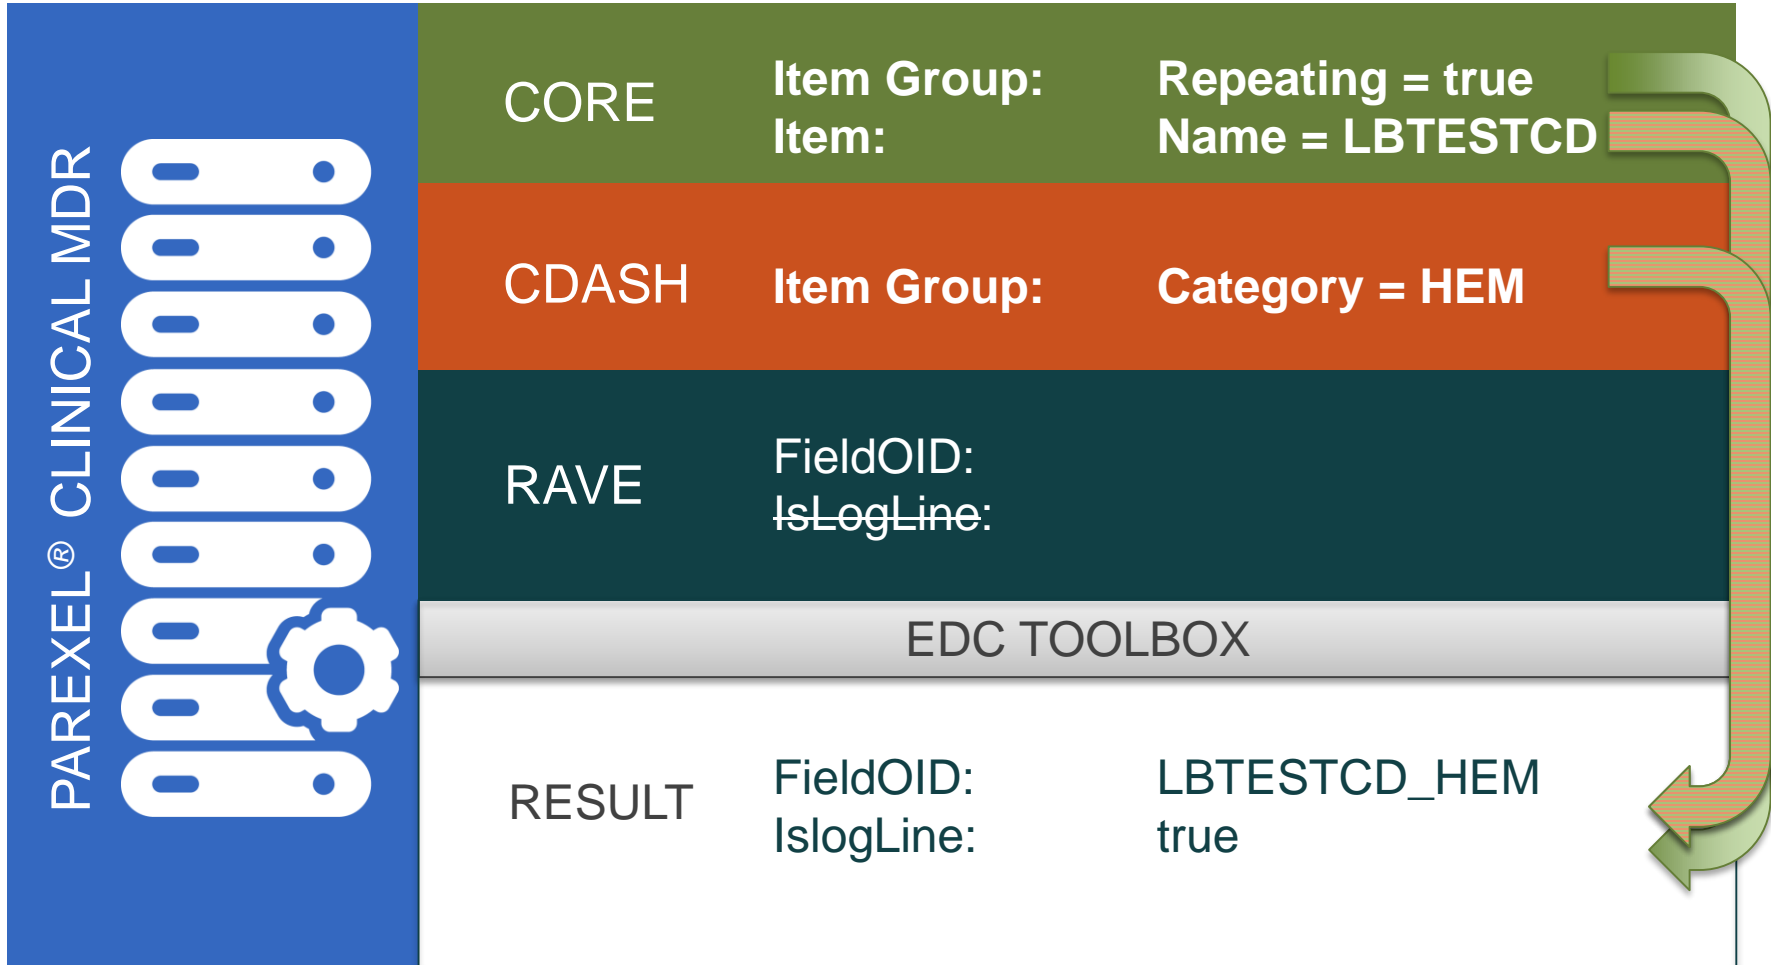 PAREXEL® CLINICAL MDR
CORE
Item Group: Repeating = true
Item: Name = LBTESTCD
CDASH
Item Group: Category = HEM
RAVE
FieldOID:
IsLogLine:
EDC TOOLBOX
RESULT
FieldOID: LBTESTCD_HEM
IslogLine: true